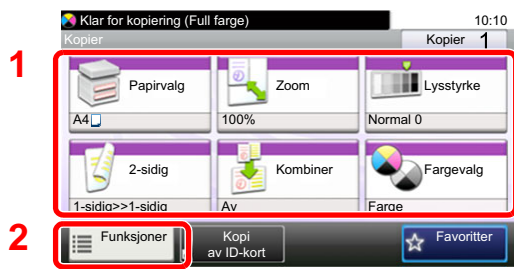 Klar for kopiering (Full farge)
10:10
Kopier
Kopier 1
1
Papirvalg
Zoom
Lysstyrke
A4
100%
Normal 0
2-sidig
Kombiner
Fargevalg
1-sidig>>1-sidig
Av
Farge
2
Funksjoner
Kopi
av ID-kort
Favoritter